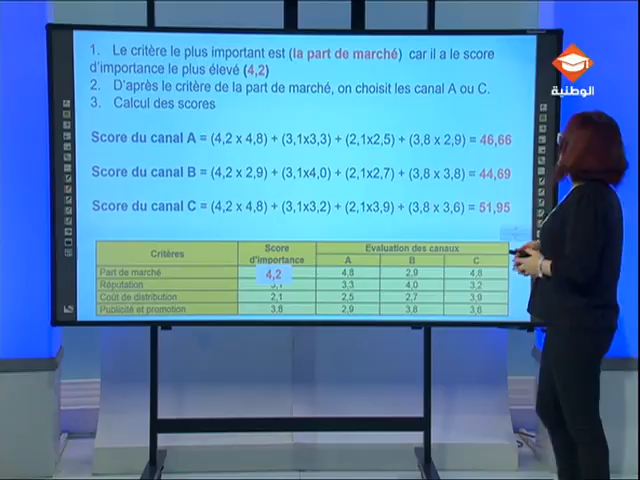 1. Le critère le plus important est (la part de marché) car il a le score
d'importance le plus élevé (4,2)
2. D'après le critère de la part de marché, on choisit les canal A ou C.
3. Calcul des scores
Score du canal A = (4,2 x 4,8) + (3,1x3,3) + (2,1x2,5) + (3,8 x 2,9) = 46,66
Score du canal B = (4,2 x 2,9) + (3,1x4,0) + (2,1x2,7) + (3,8 x 3,8) = 44,69
Score du canal C = (4,2 x 4,8) + (3,1x3,2) + (2,1x3,9) + (3,8 x 3,6) = 51,95
Critères Score d'importance Evaluation des canaux
A B C
Part de marché 4,2 4,8 2,9 4,8
Réputation 3,1 3,3 4,0 3,2
Coût de distribution 2,1 2,5 2,7 3,9
Publicité et promotion 3,8 2,9 3,8 3,6
الوطنية